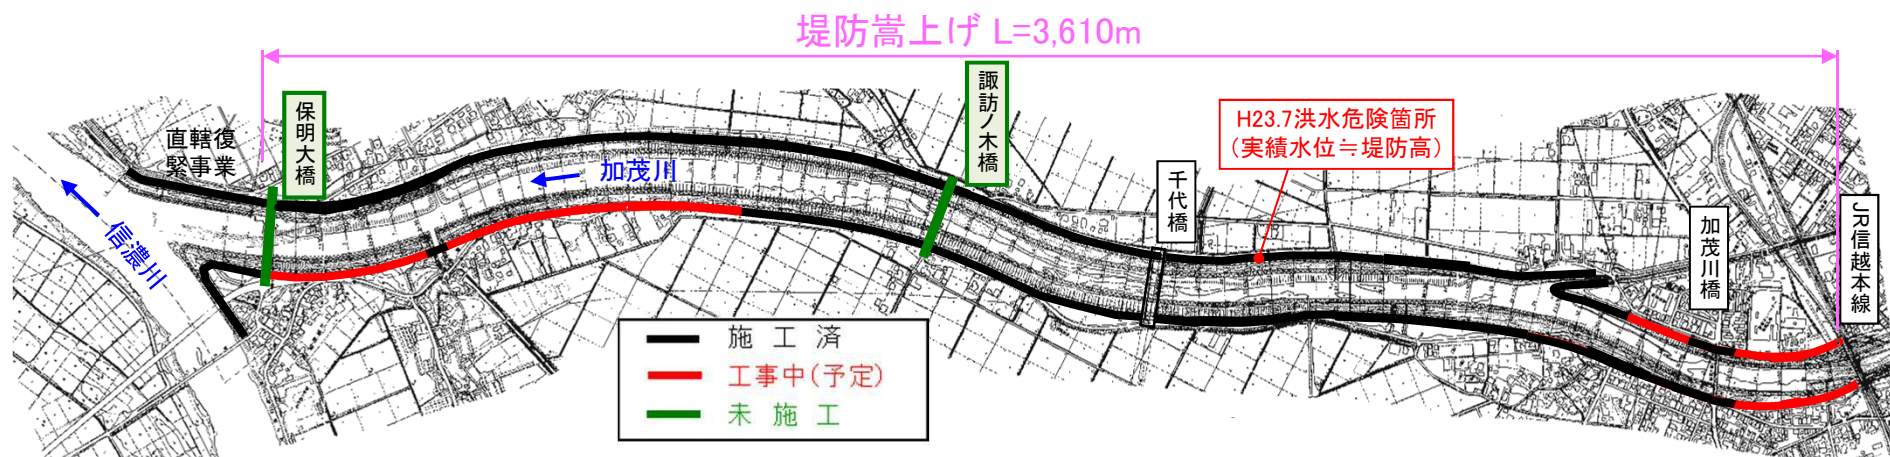 堤防嵩上げ L=3,610m
保明大橋
諏訪ノ木橋
直轄復
緊事業
H23.7洪水危険箇所
(実績水位≒堤防高)
加茂川
千代橋
信濃川
加茂川橋
JR信越本線
施工済
工事中(予定)
未施工